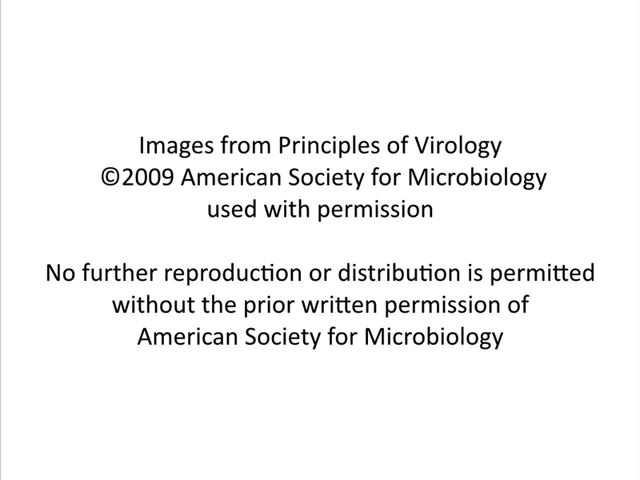 Images from Principles of Virology
©2009 American Society for Microbiology
used with permission
No further reproduction or distribution is permitted
without the prior written permission of
American Society for Microbiology